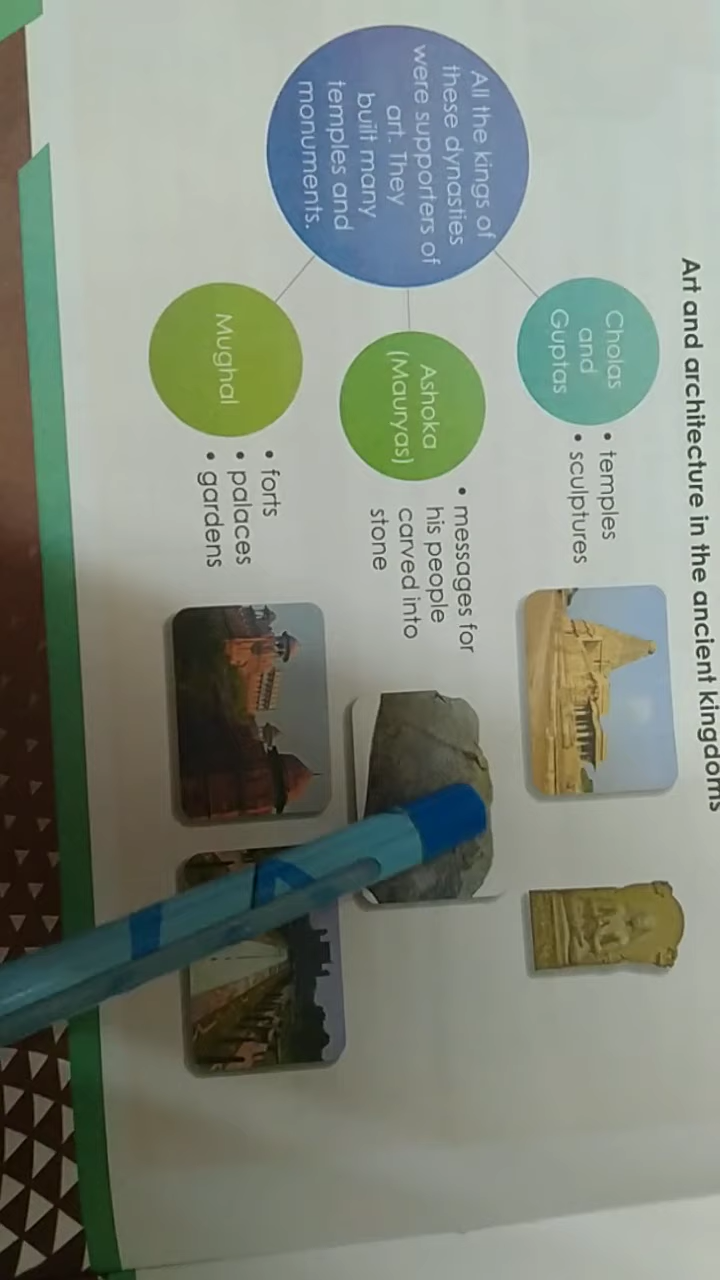 Art and architecture in the ancient kingdoms
All the kings of
these dynasties
were supporters of
art. They
built many
temples and
monuments.
Cholas
and
Guptas
• temples
• sculptures
Ashoka
(Mauryas)
• messages for
his people
carved into
stone
Mughal
• forts
• palaces
• gardens